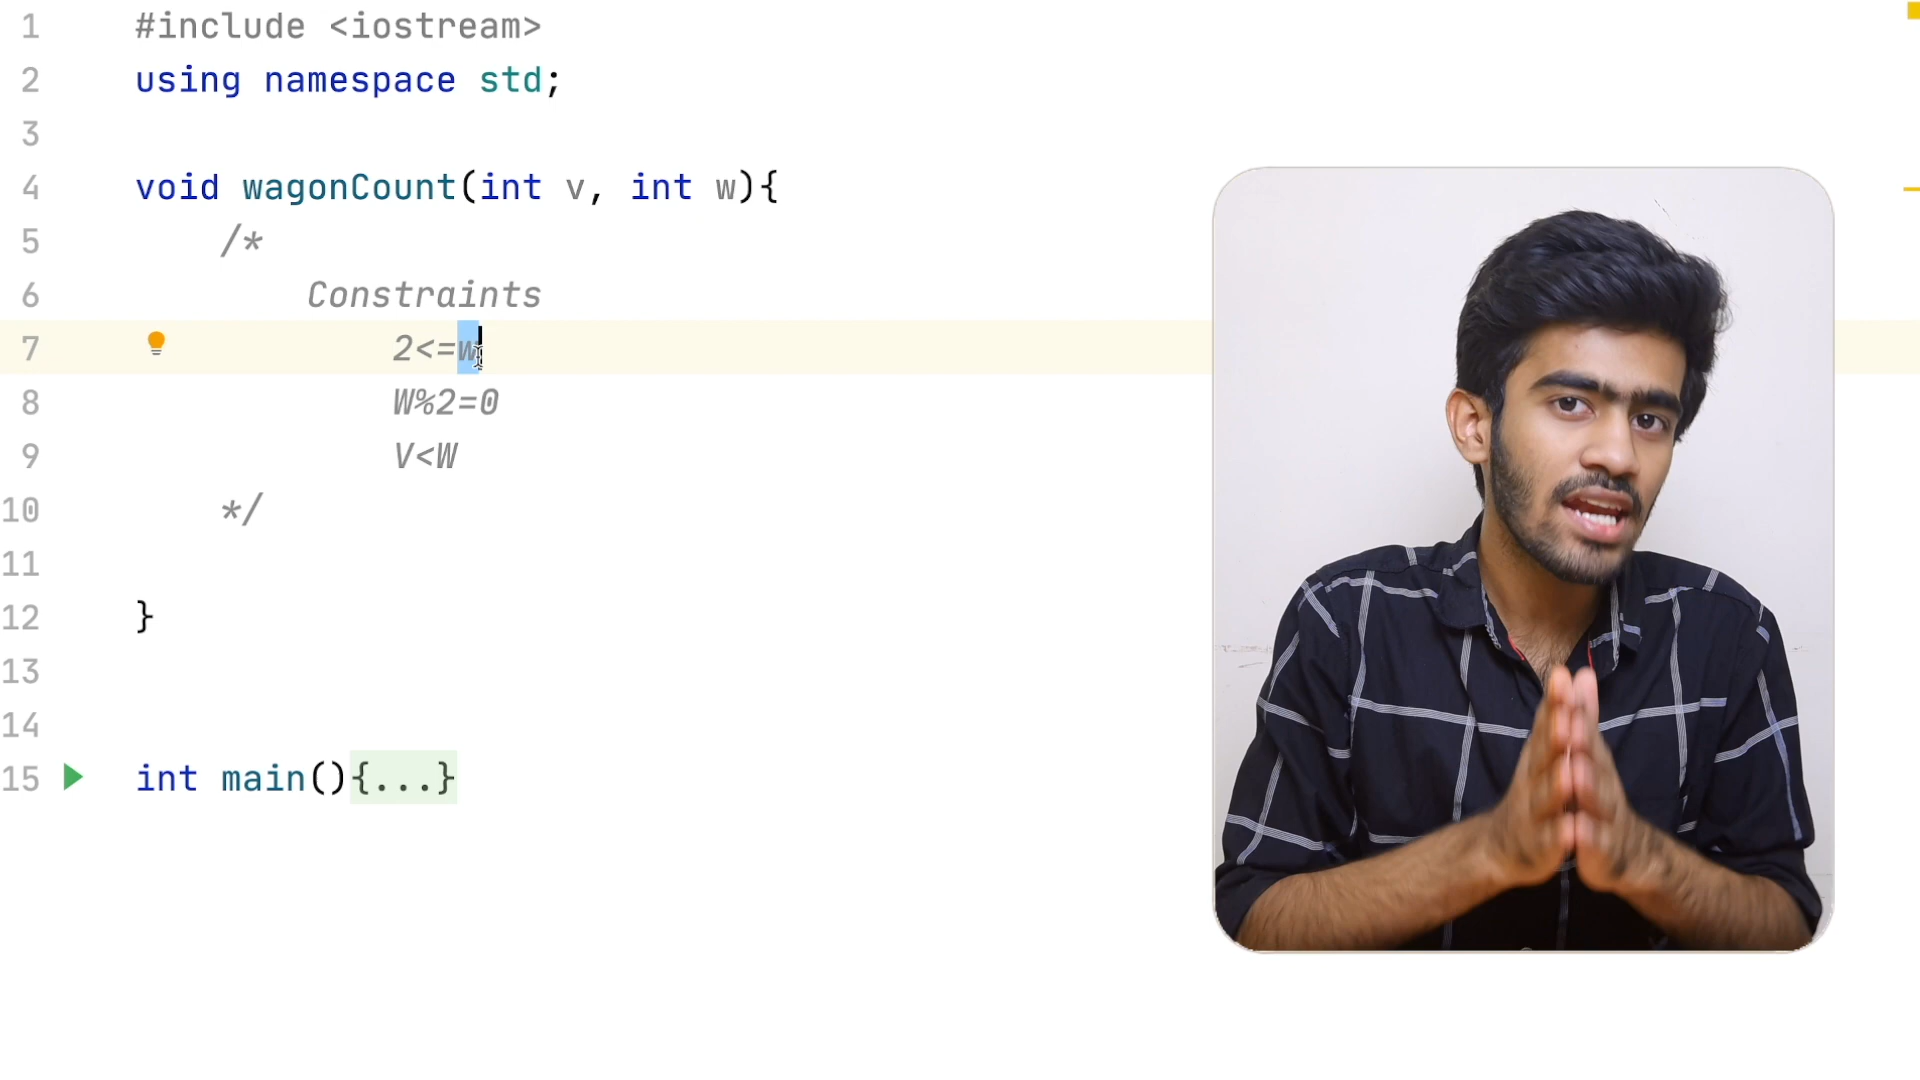 1 #include <iostream>
2 using namespace std;
3
4 void wagonCount(int v, int w){
5 /*
6 Constraints
7 2<=w
8 W%2=0
9 V<W
10 */
11
12 }
13
14
15 int main(){...}